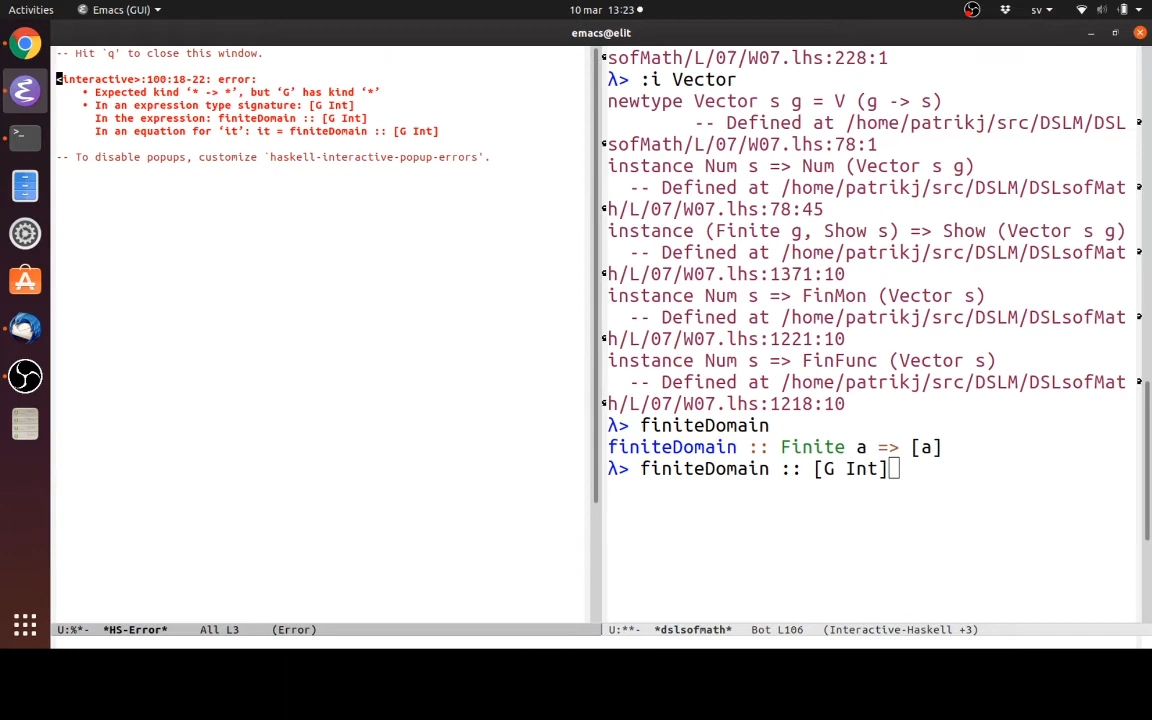 Activities
Emacs (GUI)
10 mar 13:23
sv
emacs@elit
-- Hit `q' to close this window.
<interactive>:100:18-22: error:
• Expected kind ‘* -> *’, but ‘G’ has kind ‘*’
• In an expression type signature: [G Int]
In the expression: finiteDomain :: [G Int]
In an equation for ‘it’: it = finiteDomain :: [G Int]
-- To disable popups, customize `haskell-interactive-popup-errors'.
U:%*-  *HS-Error*  All L3  (Error)
sofMath/L/07/W07.lhs:228:1
λ> :i Vector
newtype Vector s g = V (g -> s)
-- Defined at /home/patrikj/src/DSLM/DSL
sofMath/L/07/W07.lhs:78:1
instance Num s => Num (Vector s g)
-- Defined at /home/patrikj/src/DSLM/DSLsofMat
h/L/07/W07.lhs:78:45
instance (Finite g, Show s) => Show (Vector s g)
-- Defined at /home/patrikj/src/DSLM/DSLsofMat
h/L/07/W07.lhs:1371:10
instance Num s => FinMon (Vector s)
-- Defined at /home/patrikj/src/DSLM/DSLsofMat
h/L/07/W07.lhs:1221:10
instance Num s => FinFunc (Vector s)
-- Defined at /home/patrikj/src/DSLM/DSLsofMat
h/L/07/W07.lhs:1218:10
λ> finiteDomain
finiteDomain :: Finite a => [a]
λ> finiteDomain :: [G Int]
U:**-  *dslsofmath*  Bot L106  (Interactive-Haskell +3)